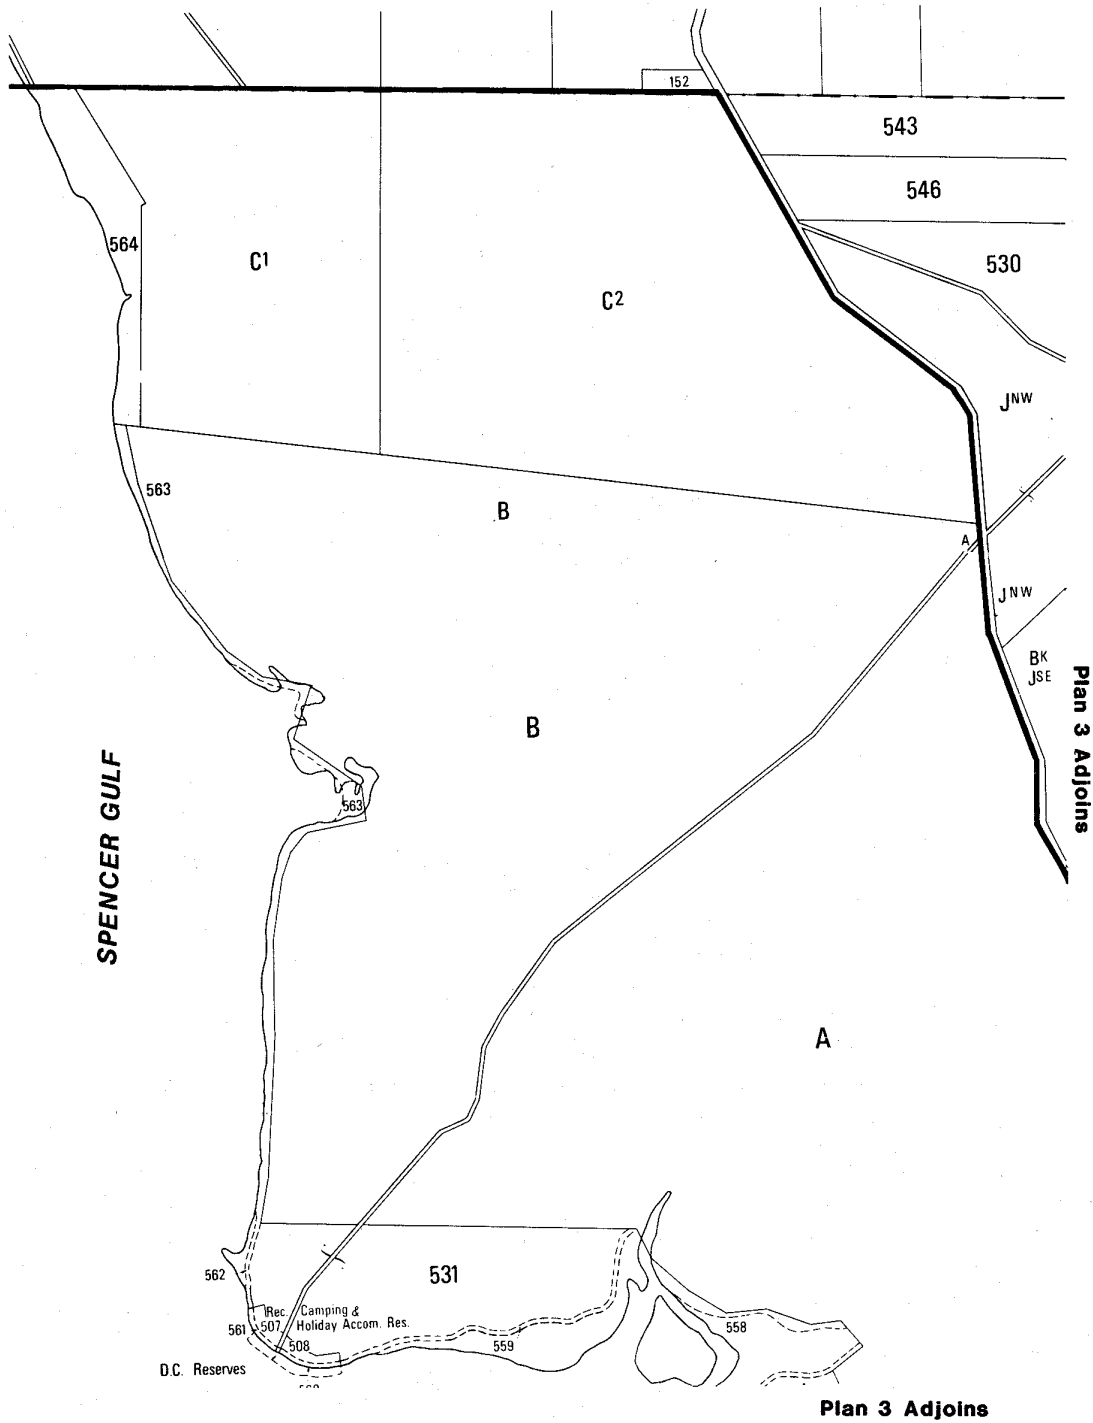 152
543
546
530
564
C1
C2
JNW
563
B
A
JNW
BK
JSE
Plan 3 Adjoins
B
SPENCER GULF
563
A
562
531
Rec. Camping &
507 Holiday Accom. Res.
561
508
559
558
D.C. Reserves
Plan 3 Adjoins